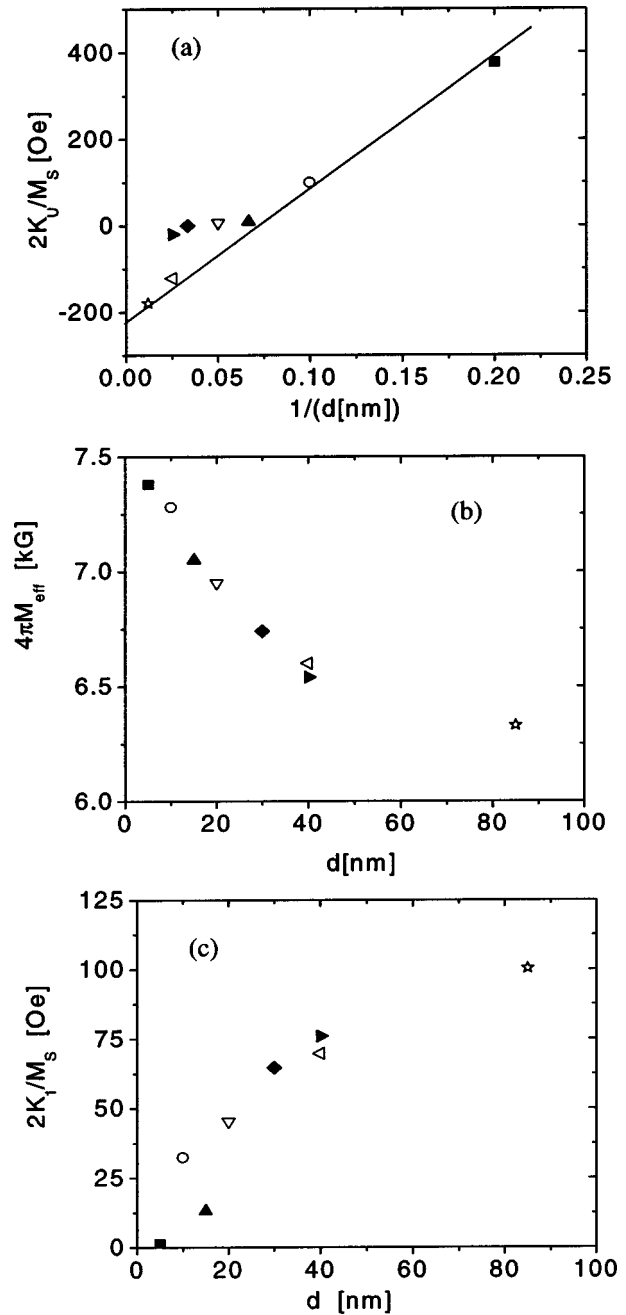 (a)
2K_U/M_S [Oe]
400
200
0
-200
0.00 0.05 0.10 0.15 0.20 0.25
1/(d[nm])
(b)
4πM_eff [kG]
7.5
7.0
6.5
6.0
0 20 40 60 80 100
d[nm]
(c)
2K_1/M_S [Oe]
125
100
75
50
25
0
0 20 40 60 80 100
d [nm]